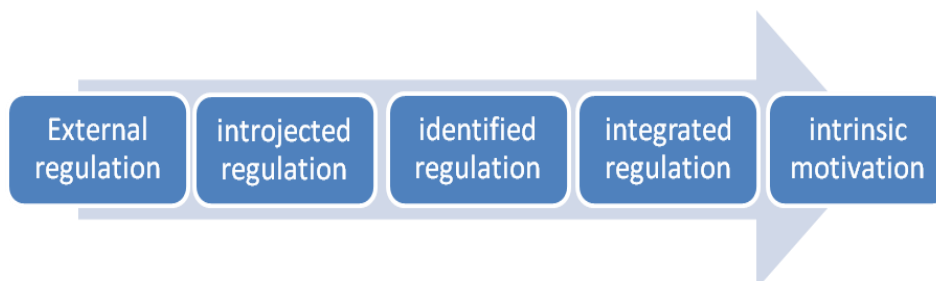 External
regulation
introjected
regulation
identified
regulation
integrated
regulation
intrinsic
motivation